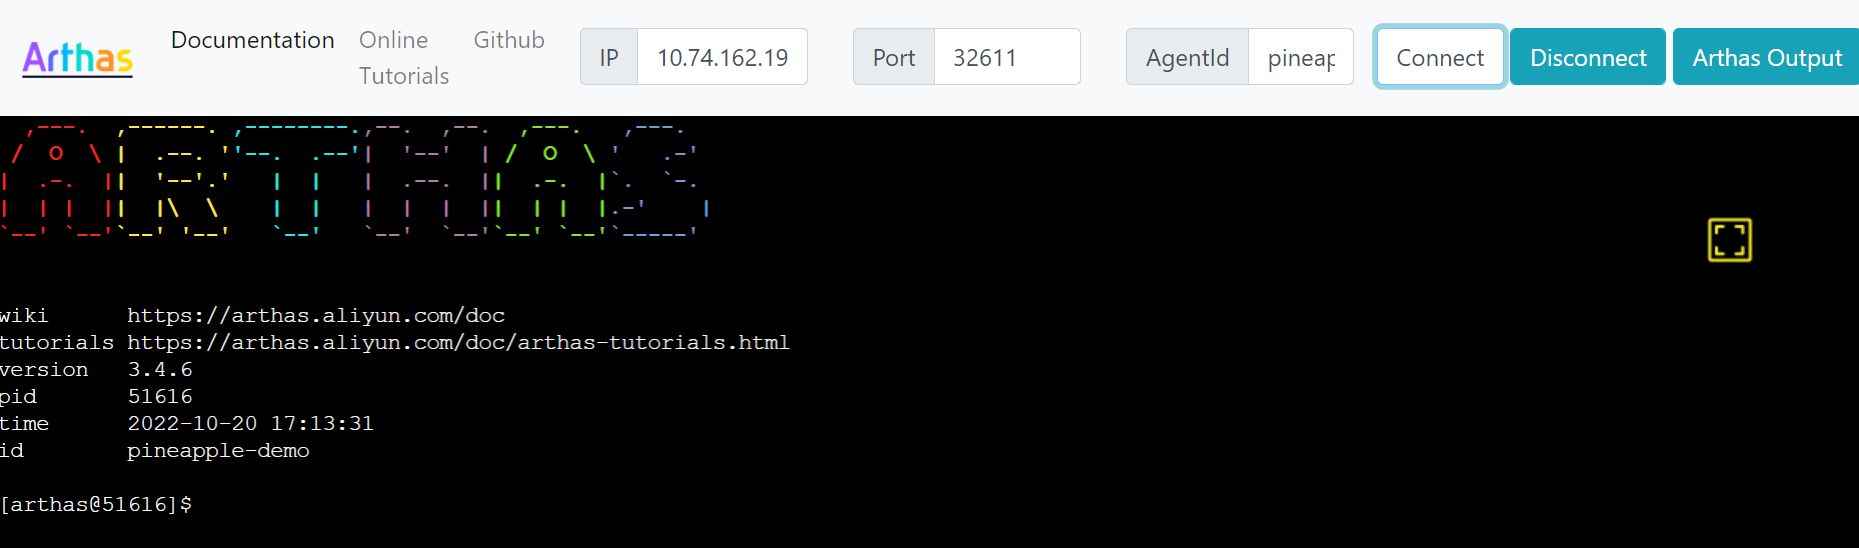 Arthas Documentation Online Tutorials Github IP 10.74.162.19 Port 32611 AgentId pineap Connect Disconnect Arthas Output
ARTHAS
wiki https://arthas.aliyun.com/doc
tutorials https://arthas.aliyun.com/doc/arthas-tutorials.html
version 3.4.6
pid 51616
time 2022-10-20 17:13:31
id pineapple-demo
[arthas@51616]$